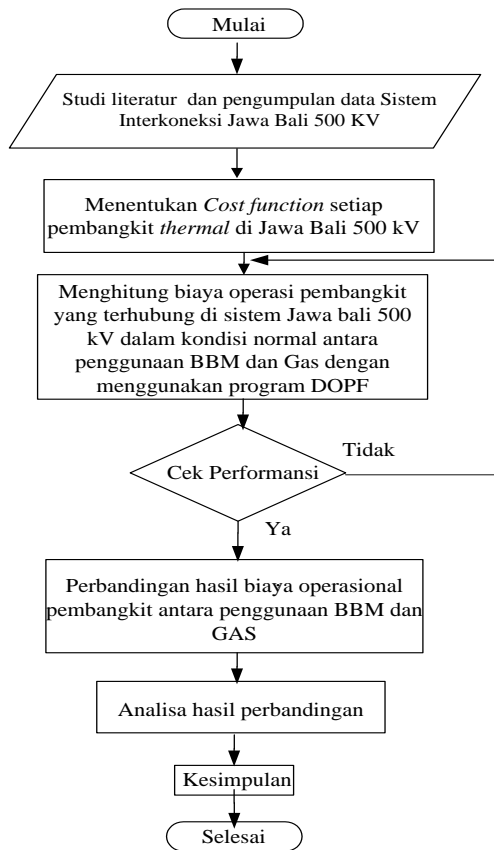 Mulai
Studi literatur dan pengumpulan data Sistem
Interkoneksi Jawa Bali 500 KV
Menentukan Cost function setiap
pembangkit thermal di Jawa Bali 500 kV
Menghitung biaya operasi pembangkit
yang terhubung di sistem Jawa bali 500
kV dalam kondisi normal antara
penggunaan BBM dan Gas dengan
menggunakan program DOPF
Tidak
Cek Performansi
Ya
Perbandingan hasil biaya operasional
pembangkit antara penggunaan BBM dan
GAS
Analisa hasil perbandingan
Kesimpulan
Selesai